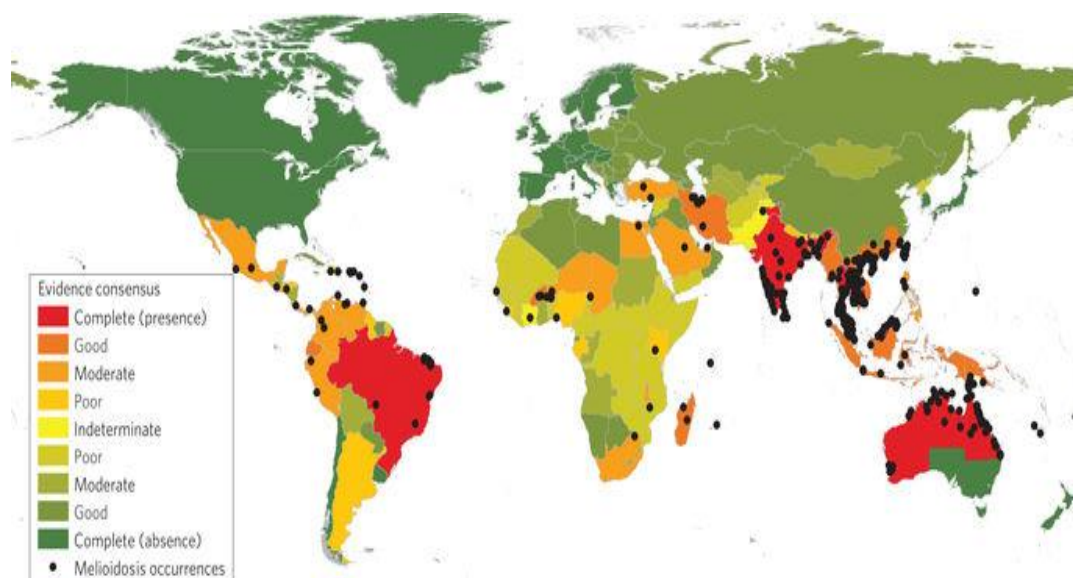 Evidence consensus
Complete (presence)
Good
Moderate
Poor
Indeterminate
Poor
Moderate
Good
Complete (absence)
Melioidosis occurrences